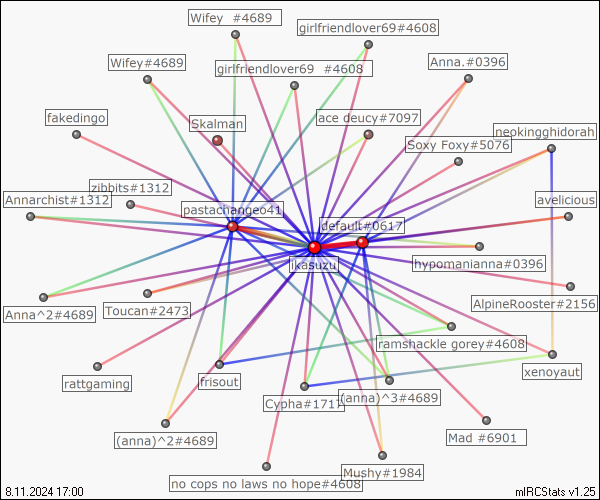 Wifey #4689
girlfriendlover69#4608
Wifey#4689
girlfriendlover69 #4608
Anna.#0396
fakedingo
Skalman
ace deucy#7097
Soxy Foxy#5076
neokingghidorah
zibbits#1312
Annarchist#1312
pastachangeo41
default#0617
avelicious
ikasuzu
hypomanianna#0396
Anna^2#4689
Toucan#2473
AlpineRooster#2156
ramshackle gorey#4608
rattgaming
frisout
xenoyaut
Cypha#1717
(anna)^3#4689
(anna)^2#4689
Mad #6901
Mushy#1984
no cops no laws no hope#4608
8.11.2024 17:00
mIRCStats v1.25